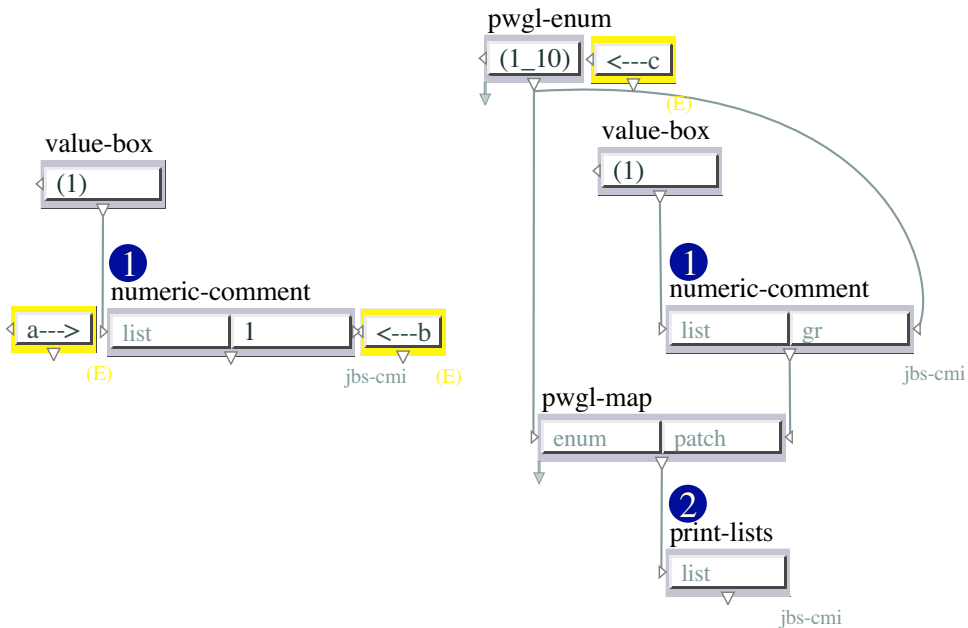 pwgl-enum
(1_10)
<---c
(E)
value-box
(1)
value-box
(1)
1
numeric-comment
a--->
list
1
<---b
(E)
jbs-cmi
(E)
1
numeric-comment
list
gr
jbs-cmi
pwgl-map
enum
patch
2
print-lists
list
jbs-cmi